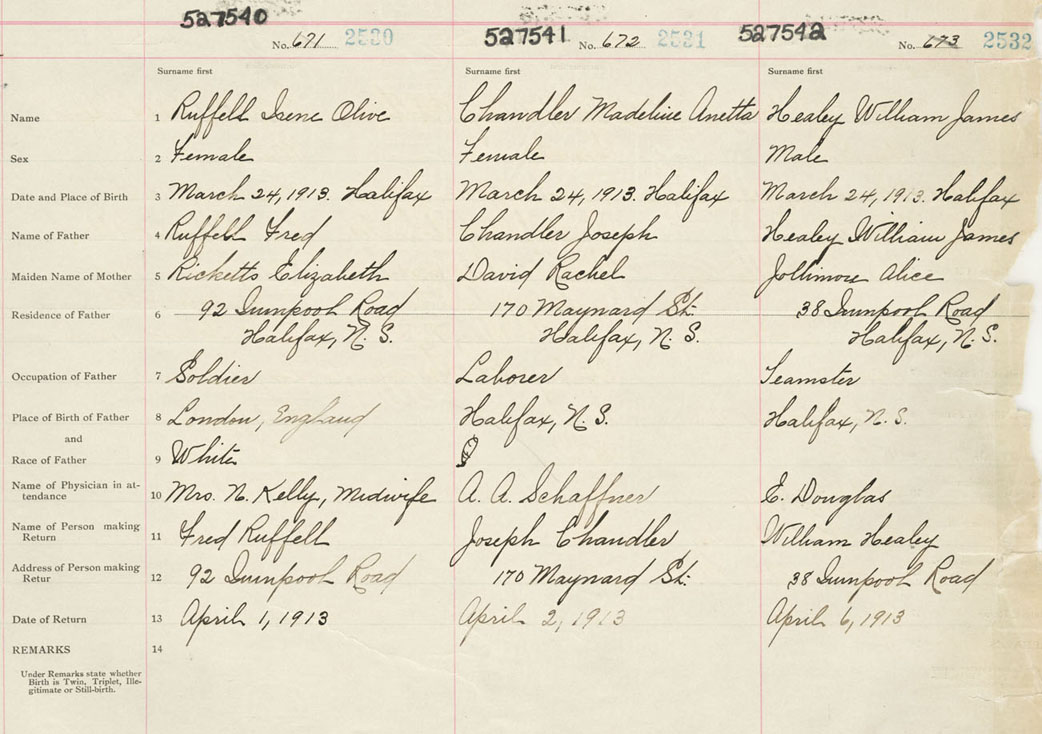 527540
527541
527542
No. 671 2530
No. 672 2531
No. 673 2532
Surname first
Surname first
Surname first
Name 1 Ruffell Irene Olive Chandler Madeline Anetta Healey William James
Sex 2 Female Female Male
Date and Place of Birth 3 March 24, 1913. Halifax March 24, 1913. Halifax March 24, 1913. Halifax
Name of Father 4 Ruffell Fred Chandler Joseph Healey William James
Maiden Name of Mother 5 Ricketts Elizabeth David Rachel Jollimore Alice
Residence of Father 6 92 Road 170 Maynard St. 38 Road
Halifax, N. S. Halifax, N. S. Halifax, N. S.
Occupation of Father 7 Soldier Laborer Teamster
Place of Birth of Father 8 London, England Halifax, N. S. Halifax, N. S.
and
Race of Father 9 White
Name of Physician in at-
tendance 10 Mrs. N. Kelly, Midwife A. A. Schaffner E. Douglas
Name of Person making
Return 11 Fred Ruffell Joseph Chandler William Healey
Address of Person making
Retur 12 92 Road 170 Maynard St. 38 Road
Date of Return 13 April 1, 1913 April 2, 1913 April 6, 1913
REMARKS 14
Under Remarks state whether
Birth is Twin, Triplet, Ille-
gitimate or Still-birth.